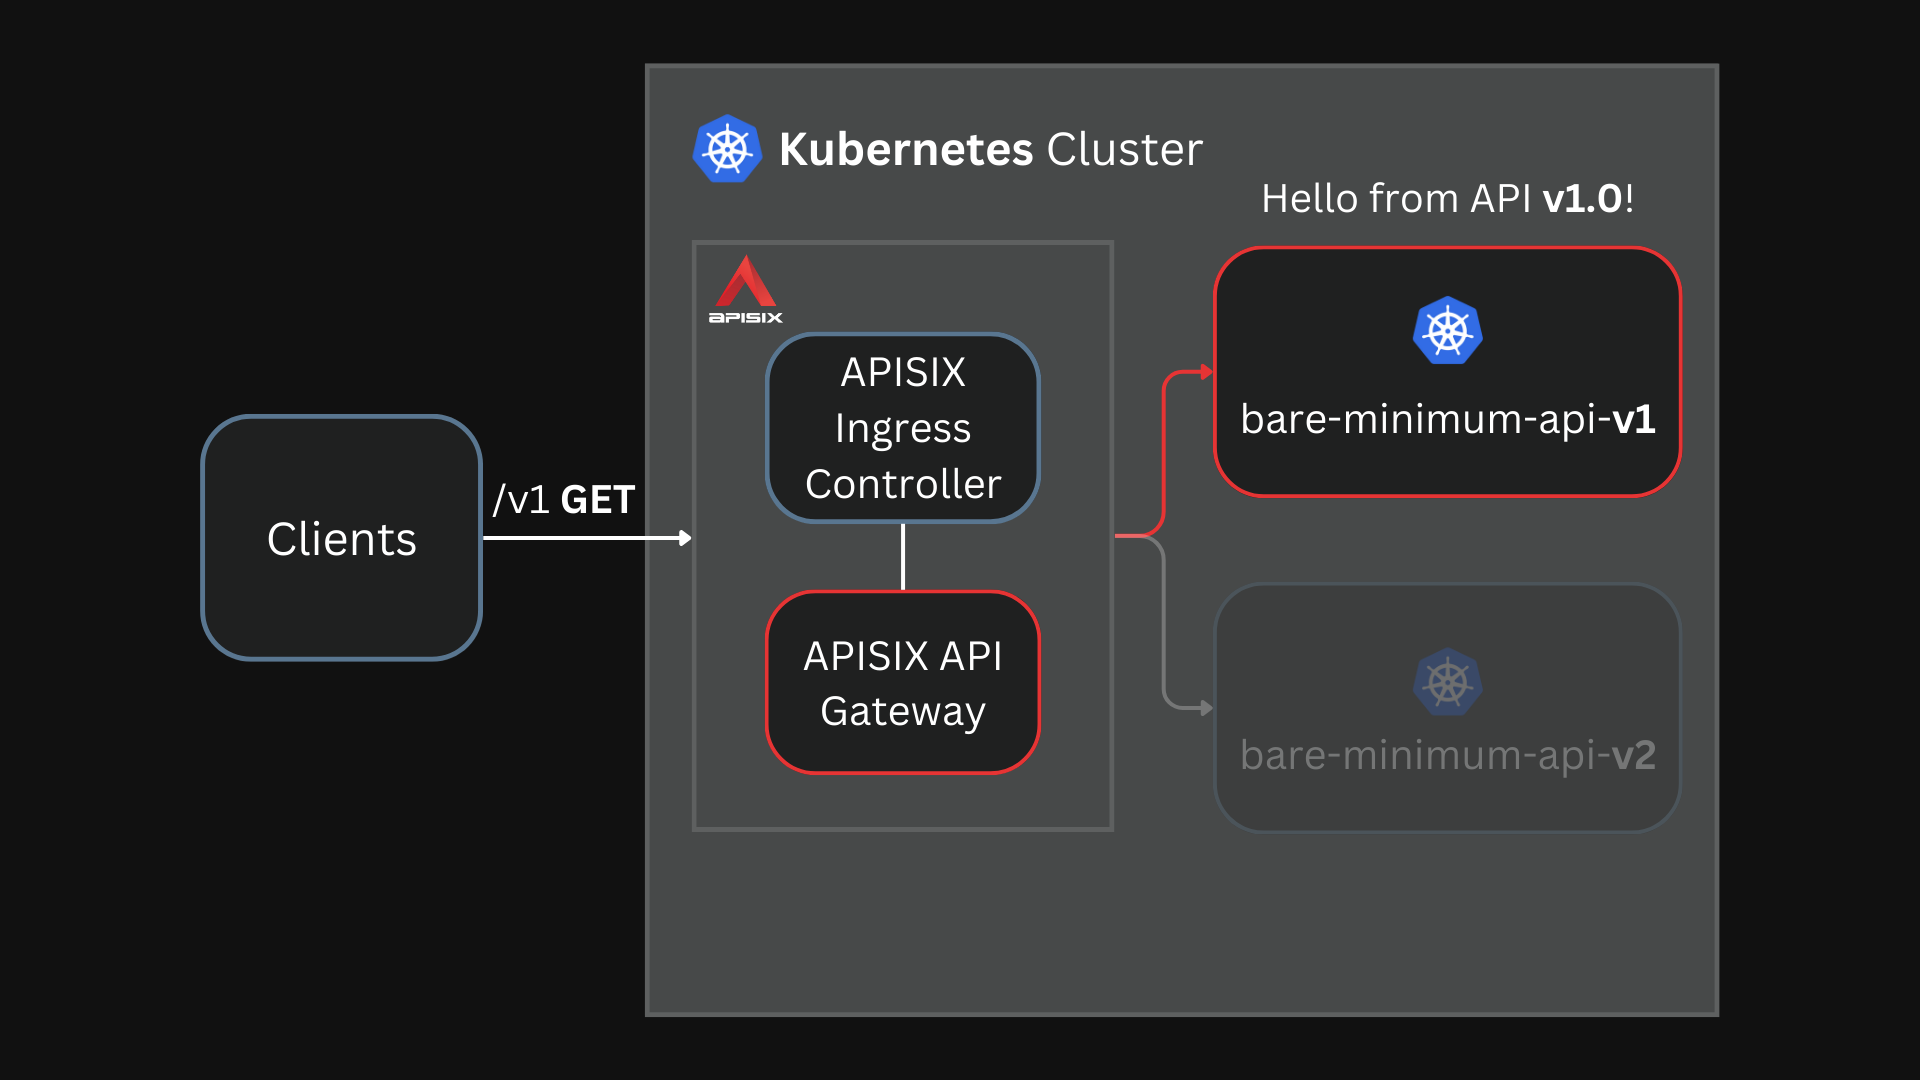 Kubernetes Cluster
Hello from API v1.0!
APISIX
APISIX
Ingress
Controller
/v1 GET
Clients
APISIX API
Gateway
bare-minimum-api-v1
bare-minimum-api-v2